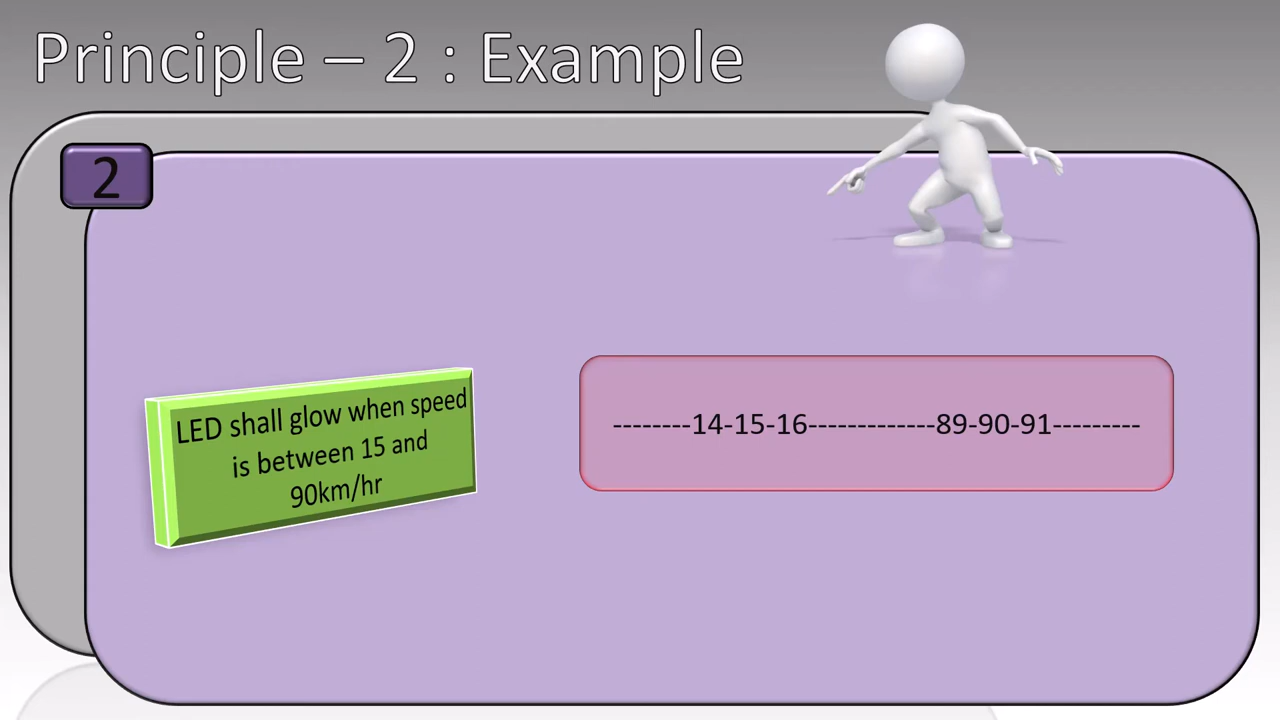 Principle – 2 : Example
2
LED shall glow when speed
is between 15 and
90km/hr
--------14-15-16-------------89-90-91---------